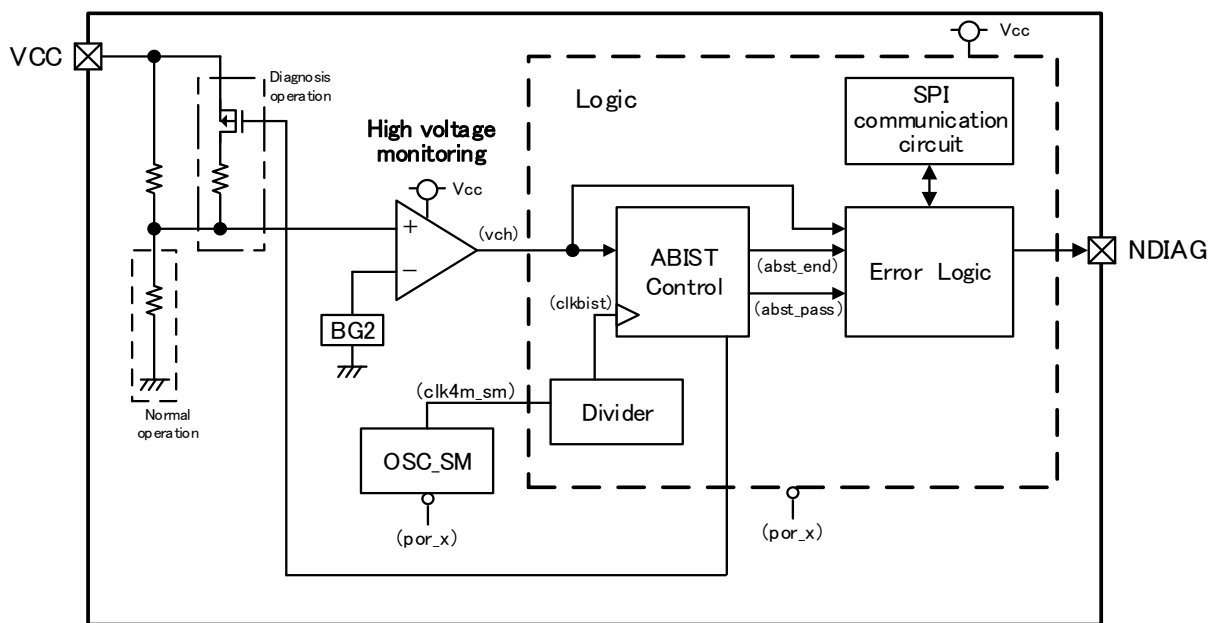 Vcc
VCC
Diagnosis
operation
Logic
SPI
communication
circuit
High voltage
monitoring
Vcc
+
(vch)
−
ABIST
Control
(abst_end)
(abst_pass)
Error Logic
NDIAG
(clkbist)
BG2
(clk4m_sm)
Divider
Normal
operation
OSC_SM
(por_x)
(por_x)